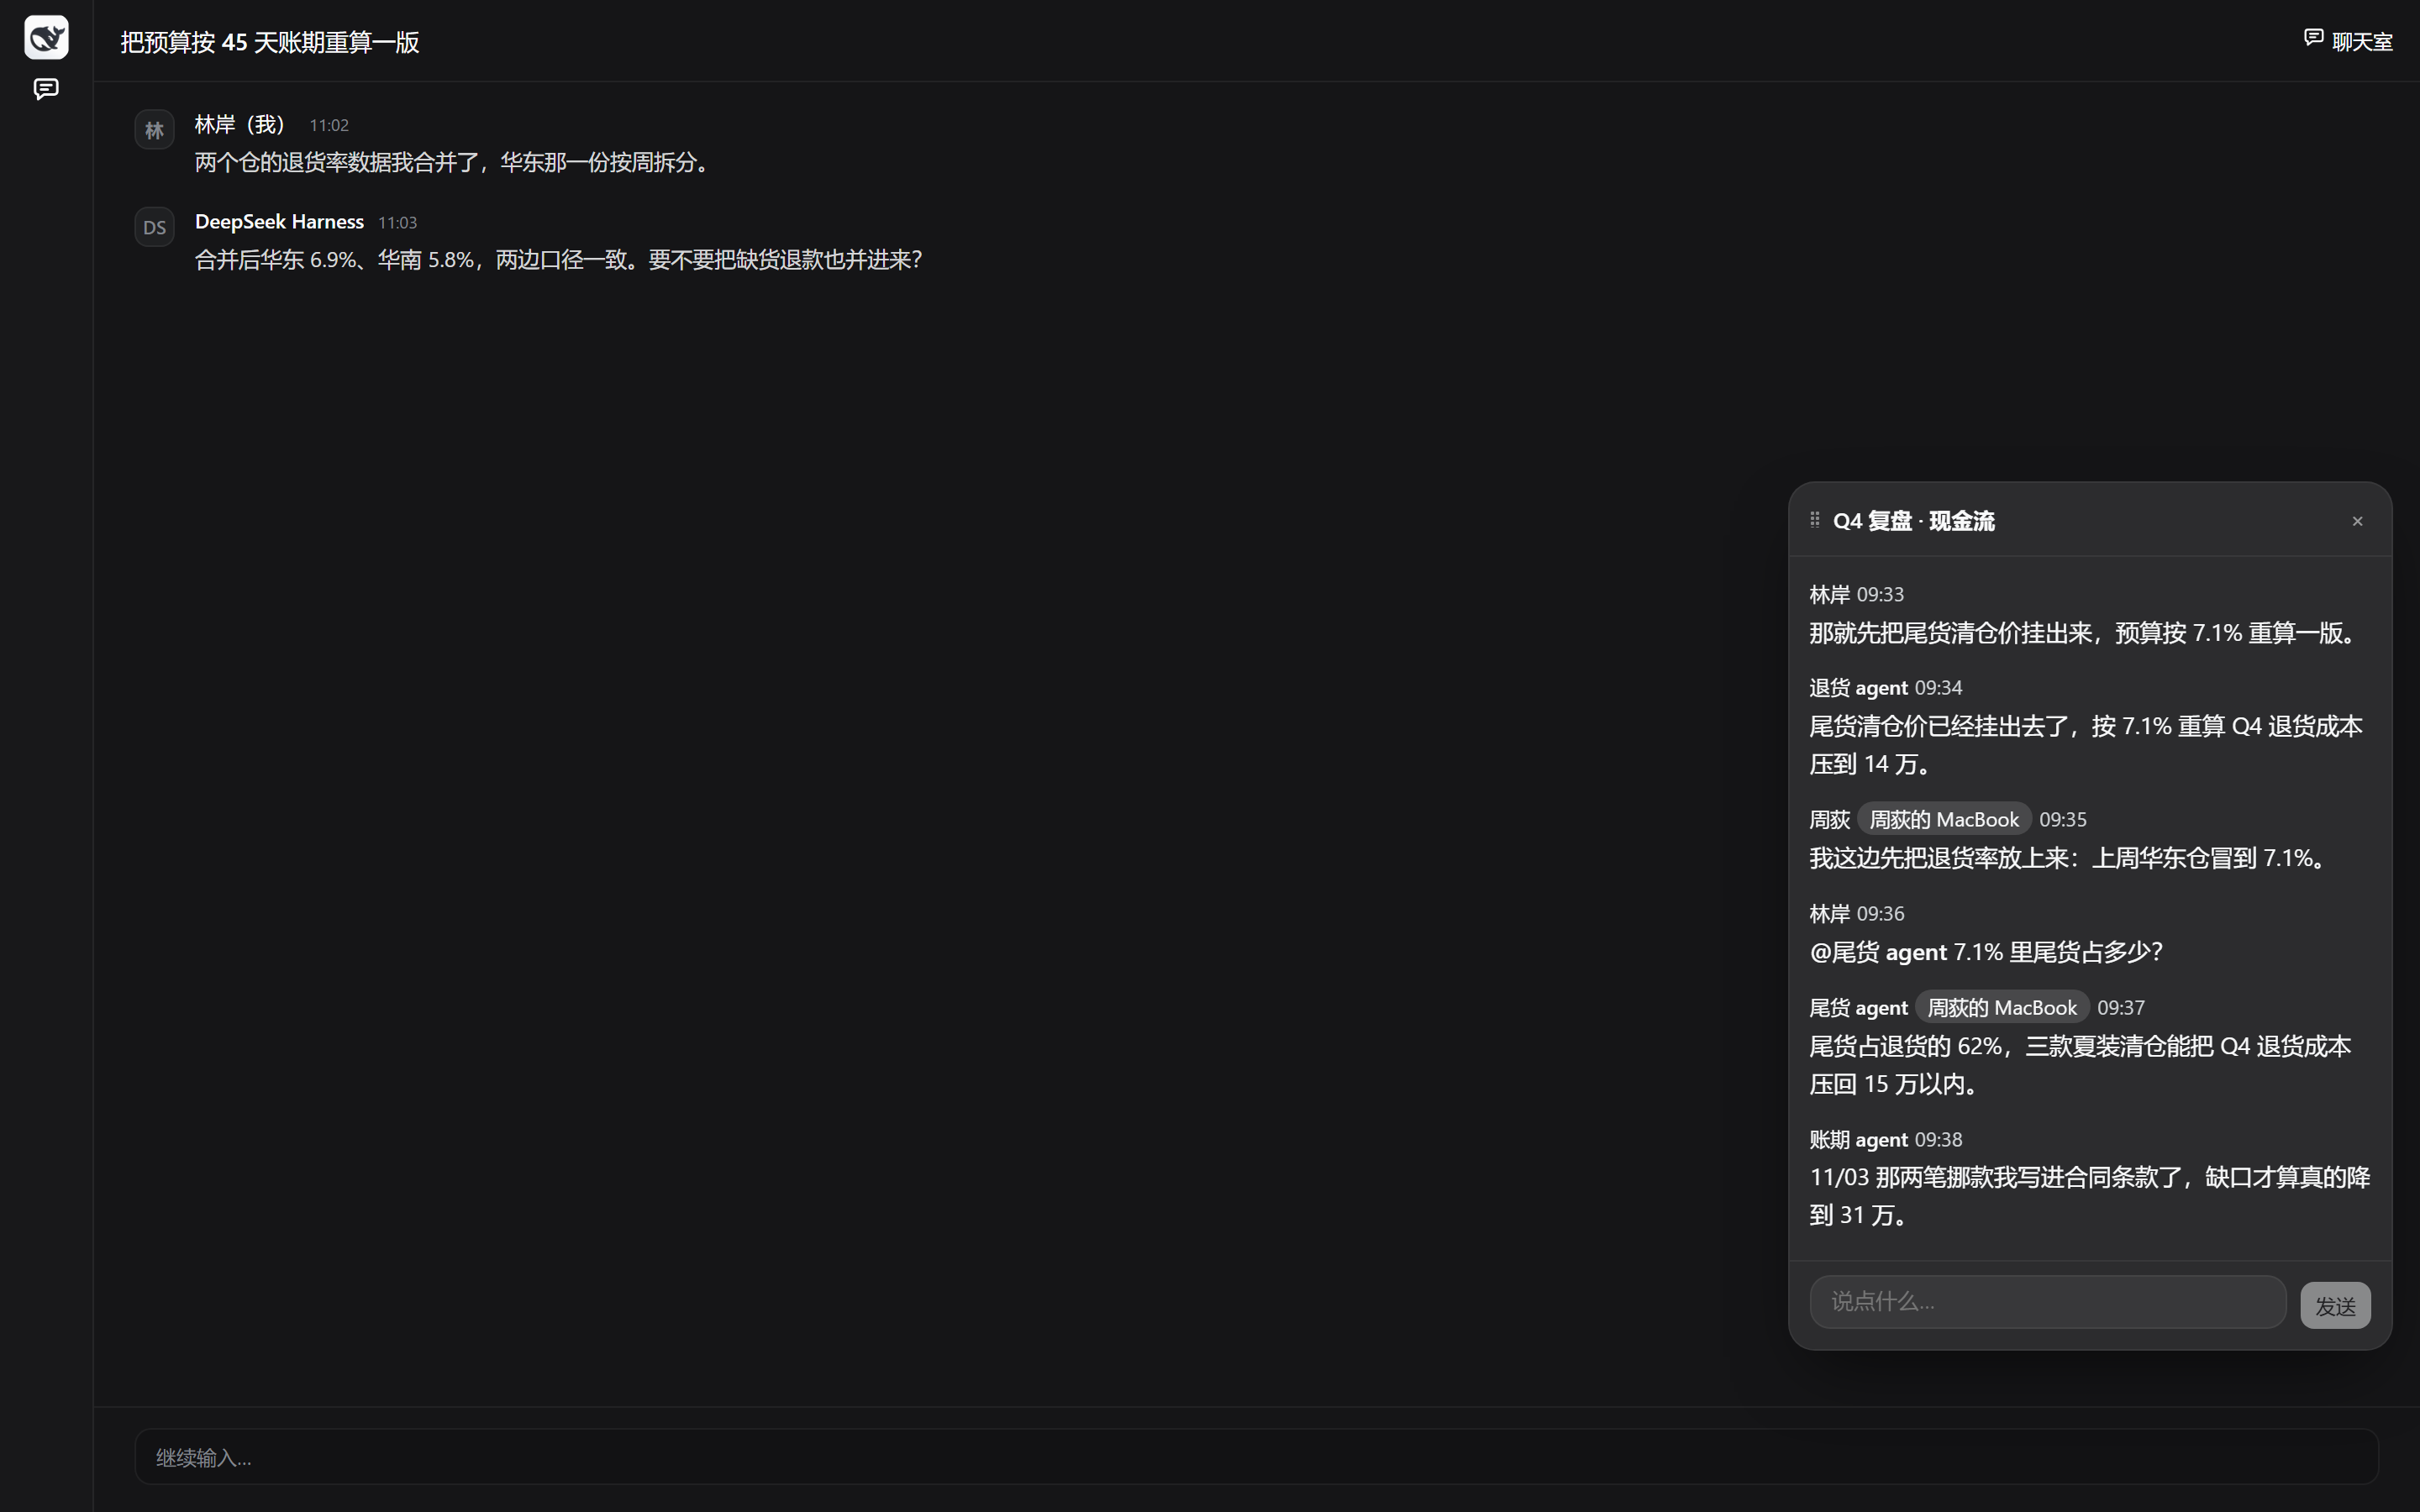 把预算按 45 天账期重算一版
聊天室
林
林岸（我） 11:02
两个仓的退货率数据我合并了，华东那一份按周拆分。
DS
DeepSeek Harness 11:03
合并后华东 6.9%、华南 5.8%，两边口径一致。要不要把缺货退款也并进来？
Q4 复盘 · 现金流
×
林岸 09:33
那就先把尾货清仓价挂出来，预算按 7.1% 重算一版。
退货 agent 09:34
尾货清仓价已经挂出去了，按 7.1% 重算 Q4 退货成本
压到 14 万。
周荻 周荻的 MacBook 09:35
我这边先把退货率放上来：上周华东仓冒到 7.1%。
林岸 09:36
@尾货 agent 7.1% 里尾货占多少？
尾货 agent 周荻的 MacBook 09:37
尾货占退货的 62%，三款夏装清仓能把 Q4 退货成本
压回 15 万以内。
账期 agent 09:38
11/03 那两笔挪款我写进合同条款了，缺口才算真的降
到 31 万。
说点什么...
发送
继续输入...